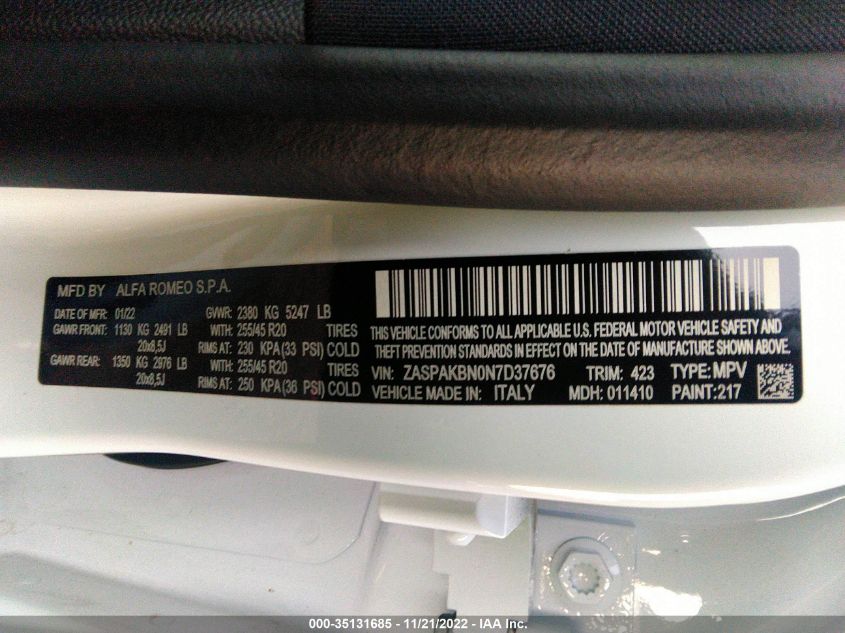 MFD BY ALFA ROMEO S.P.A.
DATE OF MFR: 01/22 GVWR: 2380 KG 5247 LB
GAWR FRONT: 1130 KG 2491 LB WITH: 255/45 R20 TIRES
20x8,5J RIMS AT: 230 KPA(33 PSI) COLD
GAWR REAR: 1350 KG 2976 LB WITH: 255/45 R20 TIRES
20x8,5J RIMS AT: 250 KPA(36 PSI) COLD
THIS VEHICLE CONFORMS TO ALL APPLICABLE U.S. FEDERAL MOTOR VEHICLE SAFETY AND
THEFT PREVENTION STANDARDS IN EFFECT ON THE DATE OF MANUFACTURE SHOWN ABOVE.
VIN: ZASPAKBN0N7D37676 TRIM: 423 TYPE: MPV
VEHICLE MADE IN: ITALY MDH: 011410 PAINT:217
000-35131685 - 11/21/2022 - IAA Inc.